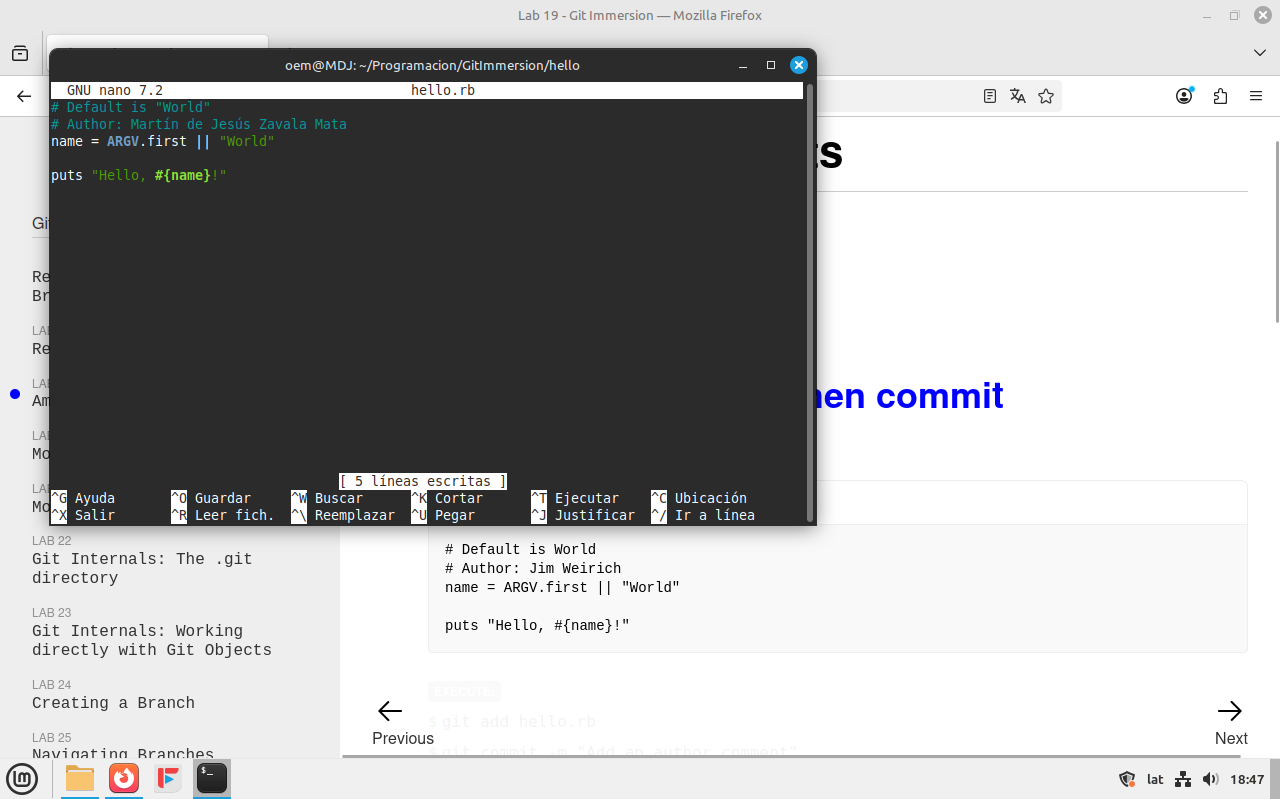 Lab 19 - Git Immersion — Mozilla Firefox
oem@MDJ: ~/Programacion/GitImmersion/hello
GNU nano 7.2 hello.rb
# Default is "World"
# Author: Martín de Jesús Zavala Mata
name = ARGV.first || "World"
puts "Hello, #{name}!"
[ 5 líneas escritas ]
^G Ayuda ^O Guardar ^W Buscar ^K Cortar ^T Ejecutar ^C Ubicación
^X Salir ^R Leer fich. ^\ Reemplazar ^U Pegar ^J Justificar ^/ Ir a línea
ts
Git
Re
Br
LAB
Re
LAB
Am
LAB
Mo
LAB
Mo
LAB 22
Git Internals: The .git
directory
LAB 23
Git Internals: Working
directly with Git Objects
LAB 24
Creating a Branch
LAB 25
Navigating Branches
hen commit
# Default is World
# Author: Jim Weirich
name = ARGV.first || "World"
puts "Hello, #{name}!"
EXECUTE:
$ git add hello.rb
$ git commit -m "Add an author comment"
Previous
Next
lat
18:47